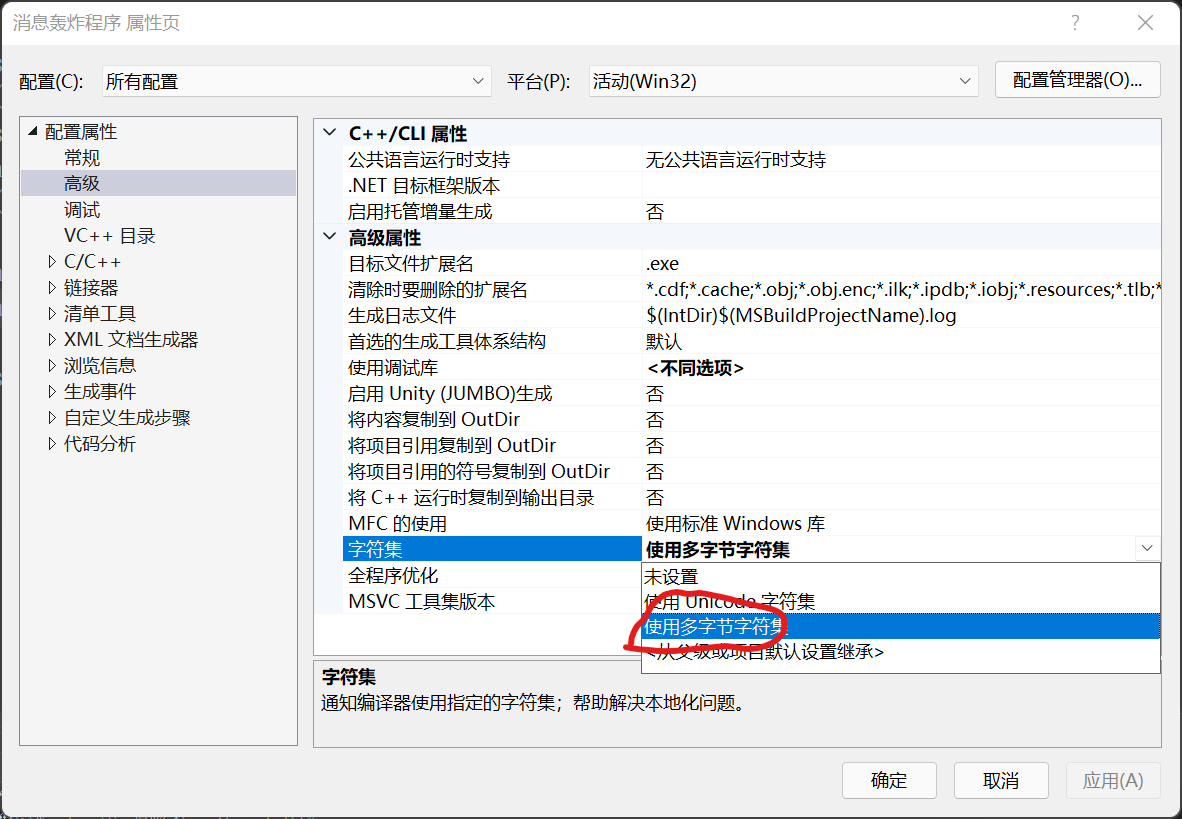 消息轰炸程序 属性页
配置(C): 所有配置 平台(P): 活动(Win32) 配置管理器(O)...
配置属性
常规
高级
调试
VC++ 目录
C/C++
链接器
清单工具
XML 文档生成器
浏览信息
生成事件
自定义生成步骤
代码分析
C++/CLI 属性
公共语言运行时支持 无公共语言运行时支持
.NET 目标框架版本
启用托管增量生成 否
高级属性
目标文件扩展名 .exe
清除时要删除的扩展名 *.cdf;*.cache;*.obj;*.obj.enc;*.ilk;*.ipdb;*.iobj;*.resources;*.tlb;*
生成日志文件 $(IntDir)$(MSBuildProjectName).log
首选的生成工具体系结构 默认
使用调试库 <不同选项>
启用 Unity (JUMBO)生成 否
将内容复制到 OutDir 否
将项目引用复制到 OutDir 否
将项目引用的符号复制到 OutDir 否
将 C++ 运行时复制到输出目录 否
MFC 的使用 使用标准 Windows 库
字符集 使用多字节字符集
全程序优化
MSVC 工具集版本
未设置
使用 Unicode 字符集
使用多字节字符集
<从父级或项目默认设置继承>
字符集
通知编译器使用指定的字符集；帮助解决本地化问题。
确定 取消 应用(A)